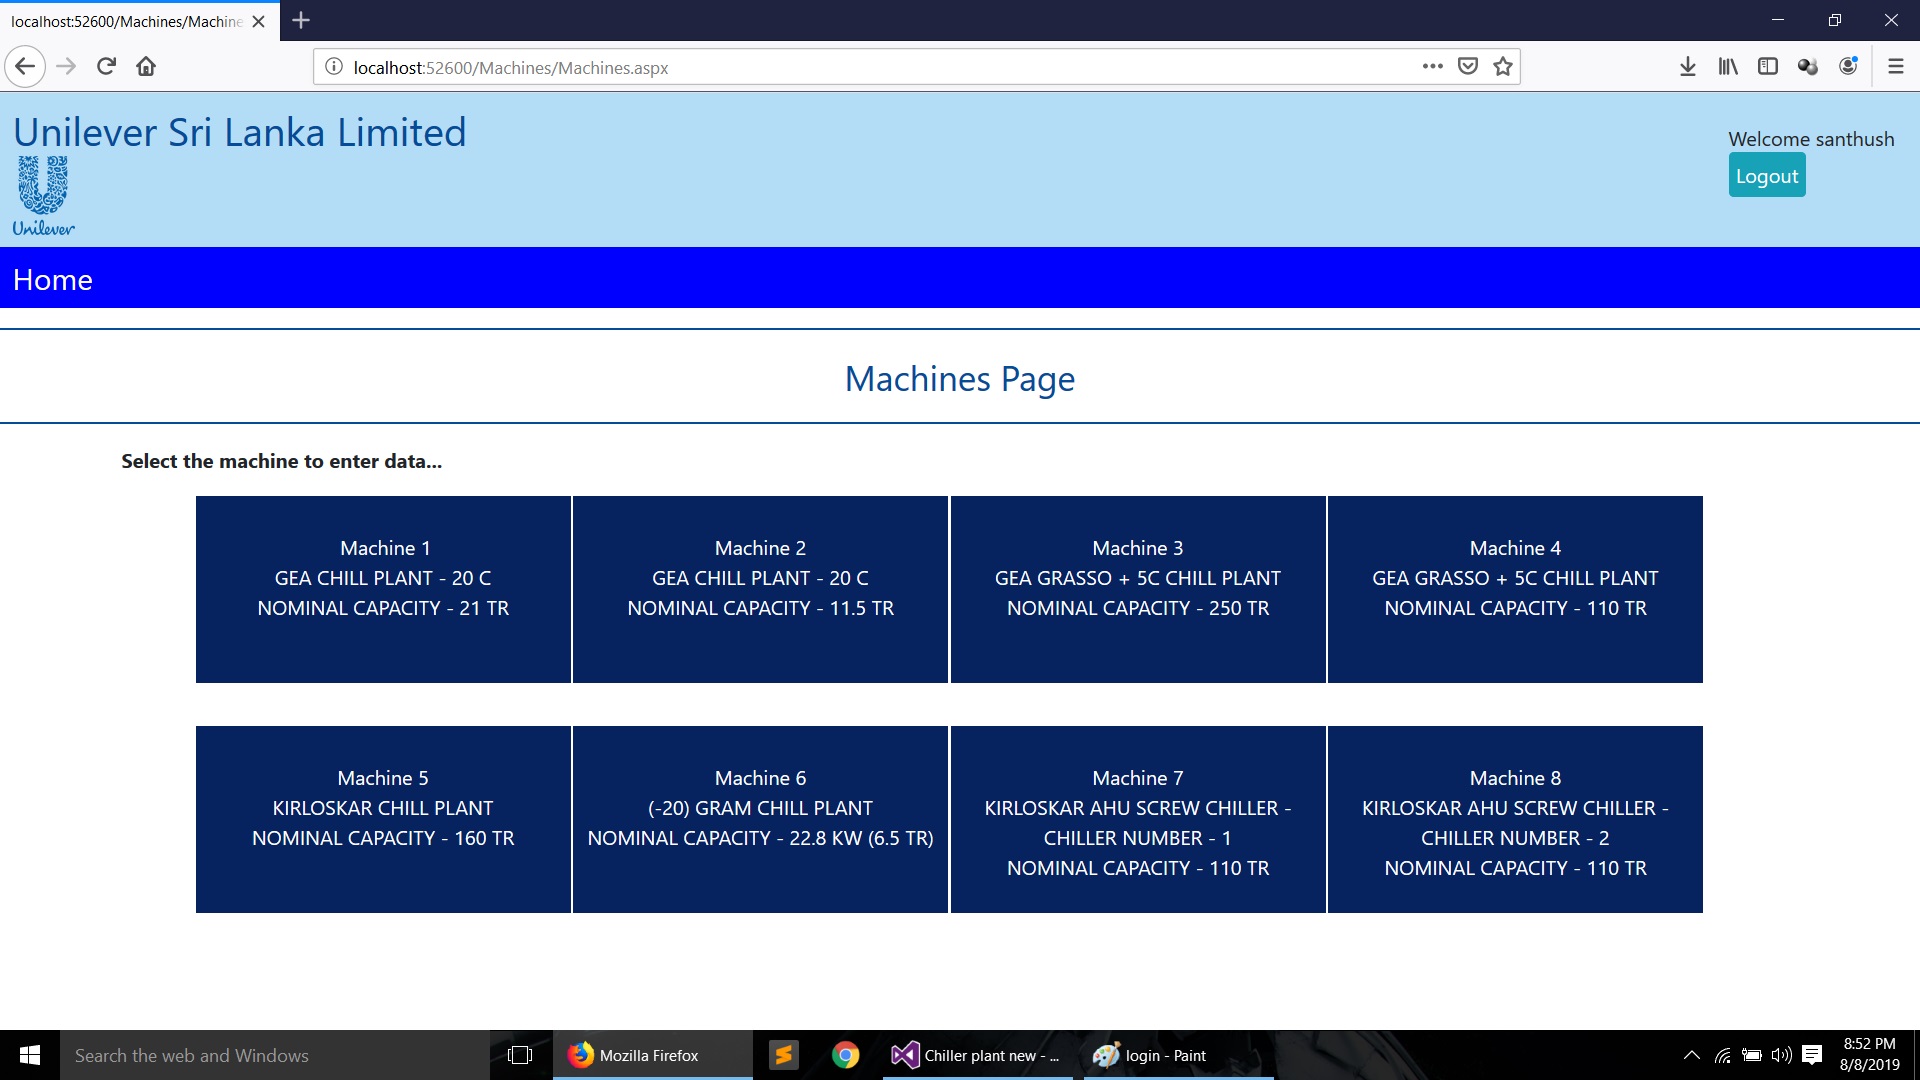 localhost:52600/Machines/Machine
localhost:52600/Machines/Machines.aspx
Unilever Sri Lanka Limited
Unilever
Welcome santhush
Logout
Home
Machines Page
Select the machine to enter data...
Machine 1
GEA CHILL PLANT - 20 C
NOMINAL CAPACITY - 21 TR
Machine 2
GEA CHILL PLANT - 20 C
NOMINAL CAPACITY - 11.5 TR
Machine 3
GEA GRASSO + 5C CHILL PLANT
NOMINAL CAPACITY - 250 TR
Machine 4
GEA GRASSO + 5C CHILL PLANT
NOMINAL CAPACITY - 110 TR
Machine 5
KIRLOSKAR CHILL PLANT
NOMINAL CAPACITY - 160 TR
Machine 6
(-20) GRAM CHILL PLANT
NOMINAL CAPACITY - 22.8 KW (6.5 TR)
Machine 7
KIRLOSKAR AHU SCREW CHILLER -
CHILLER NUMBER - 1
NOMINAL CAPACITY - 110 TR
Machine 8
KIRLOSKAR AHU SCREW CHILLER -
CHILLER NUMBER - 2
NOMINAL CAPACITY - 110 TR
Search the web and Windows
Mozilla Firefox
Chiller plant new - ...
login - Paint
8:52 PM
8/8/2019